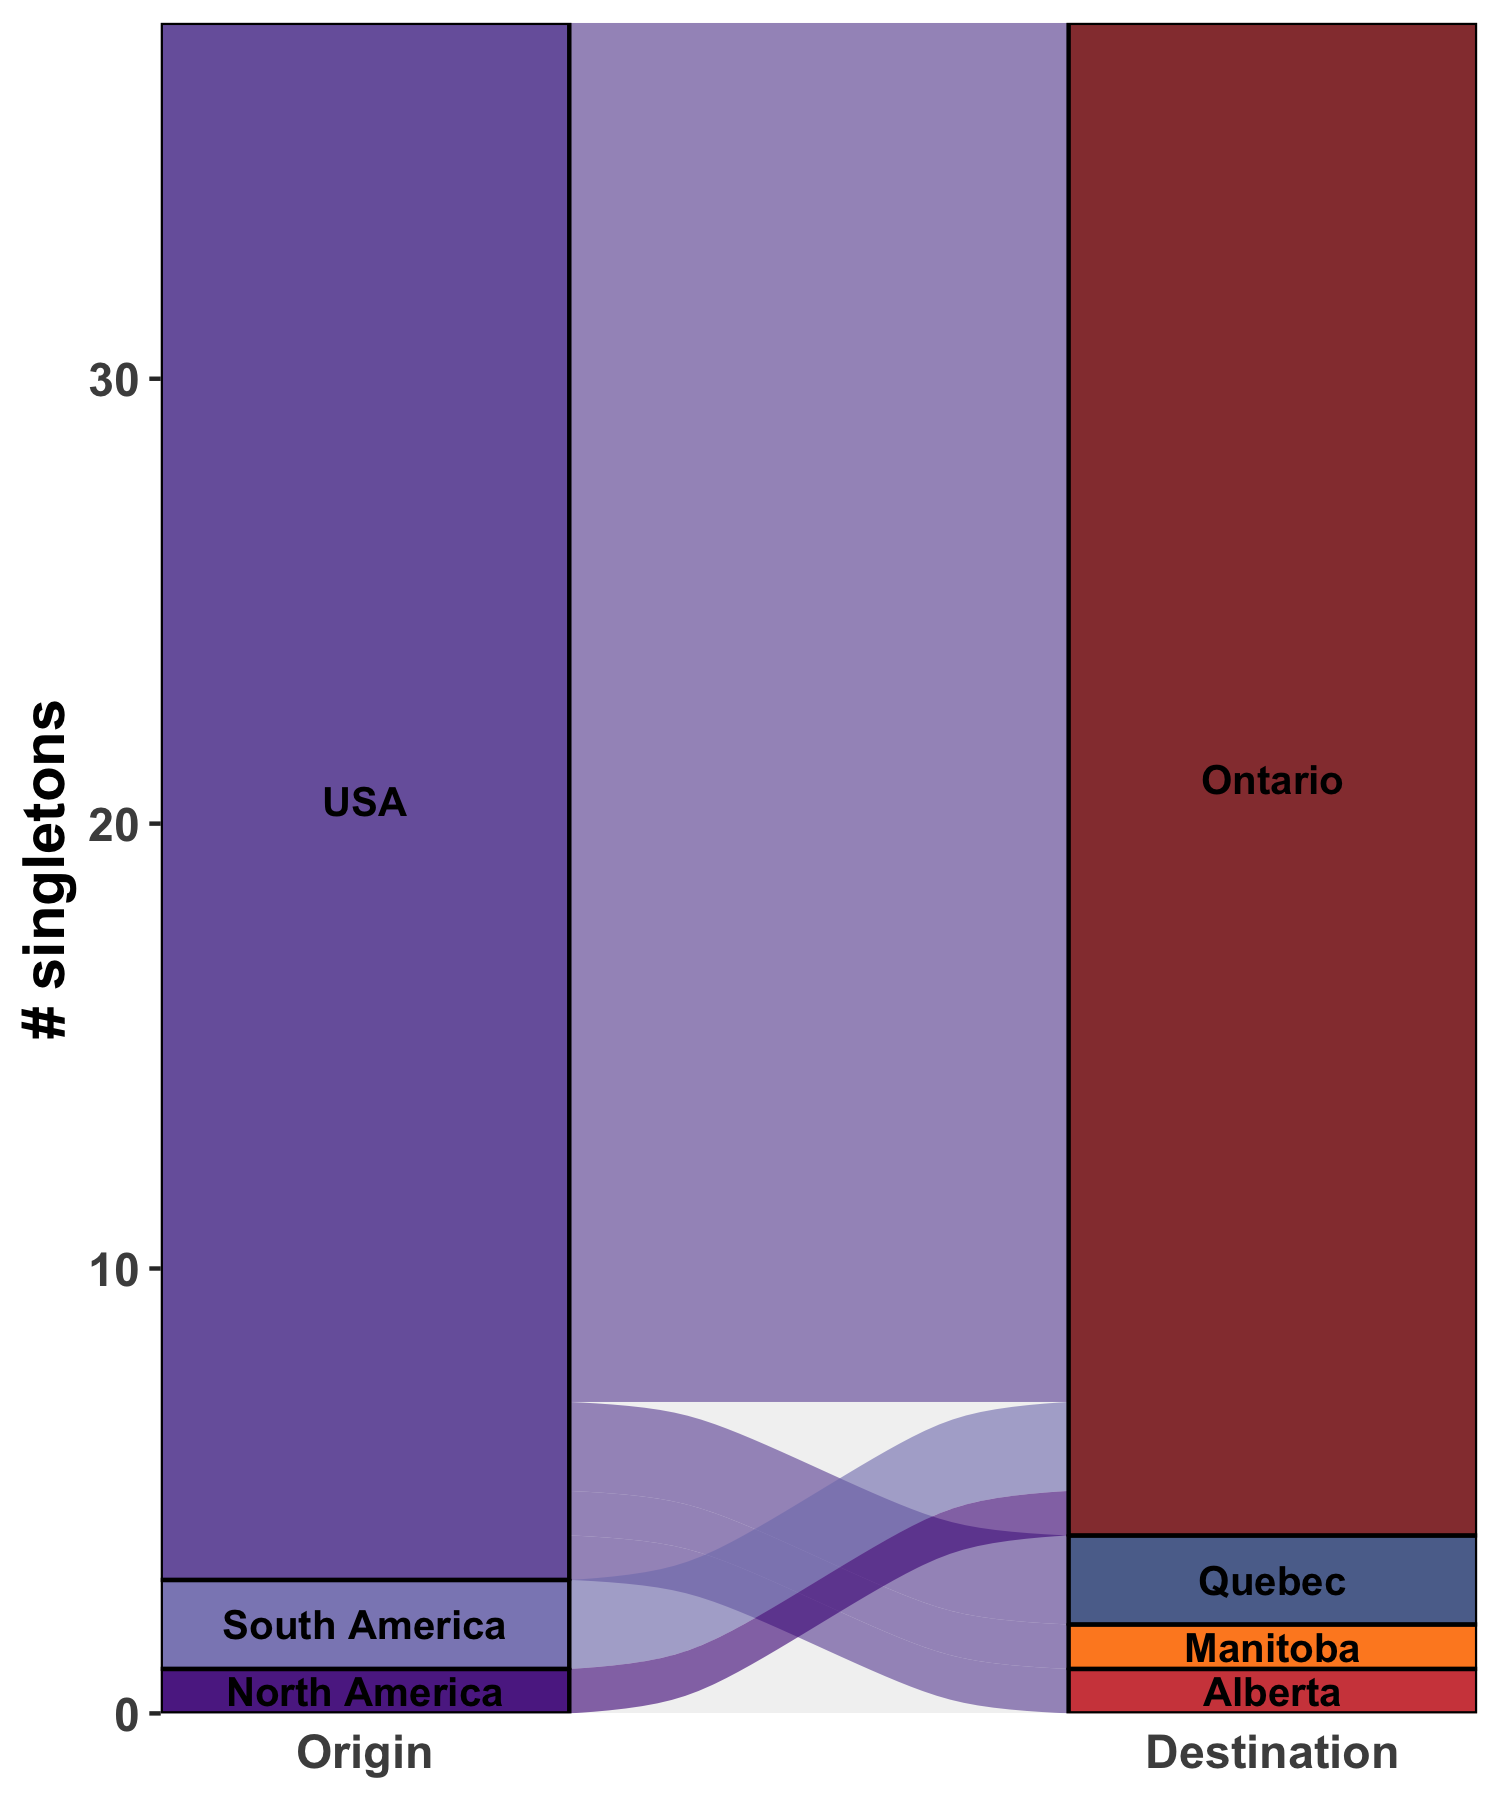 # singletons
30
20
10
0
USA
South America
North America
Ontario
Quebec
Manitoba
Alberta
Origin
Destination